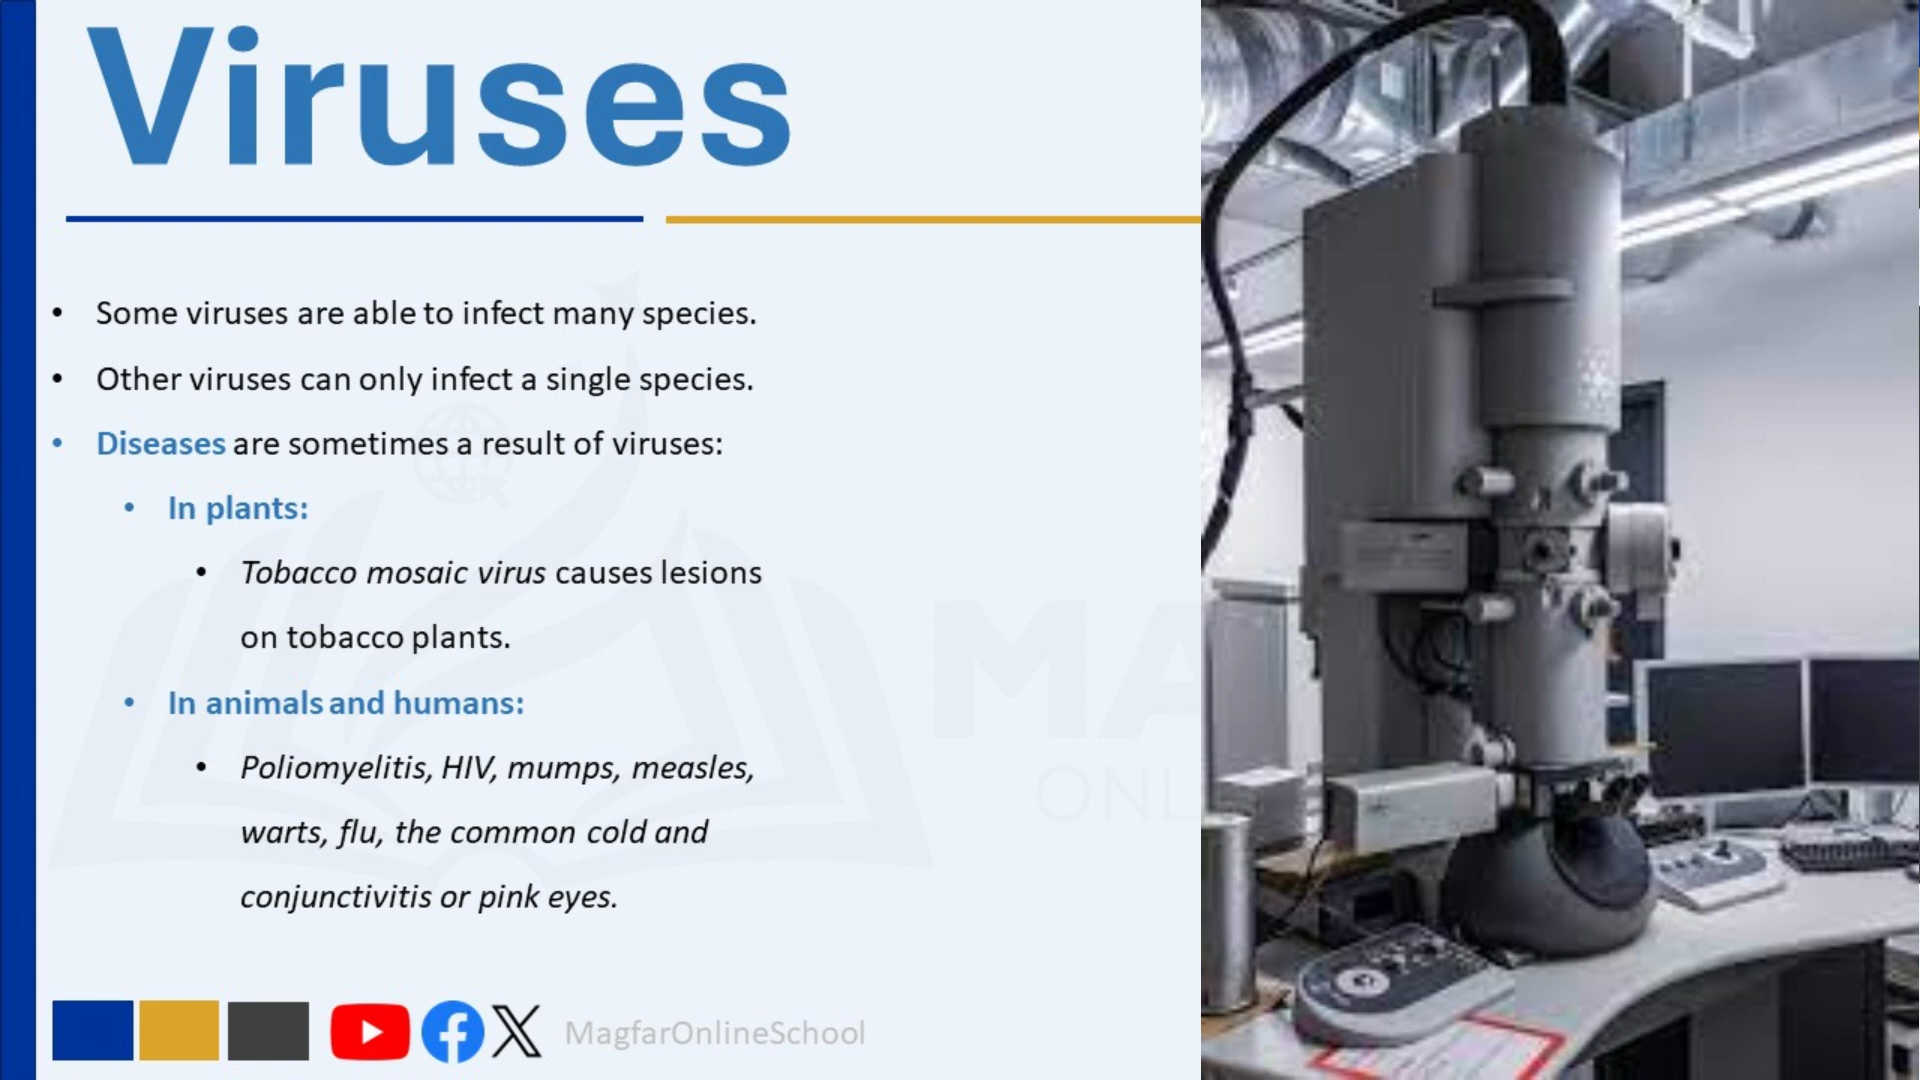 Viruses
• Some viruses are able to infect many species.
• Other viruses can only infect a single species.
• Diseases are sometimes a result of viruses:
• In plants:
• Tobacco mosaic virus causes lesions
on tobacco plants.
• In animals and humans:
• Poliomyelitis, HIV, mumps, measles,
warts, flu, the common cold and
conjunctivitis or pink eyes.
MA
ONL
MagfarOnlineSchool